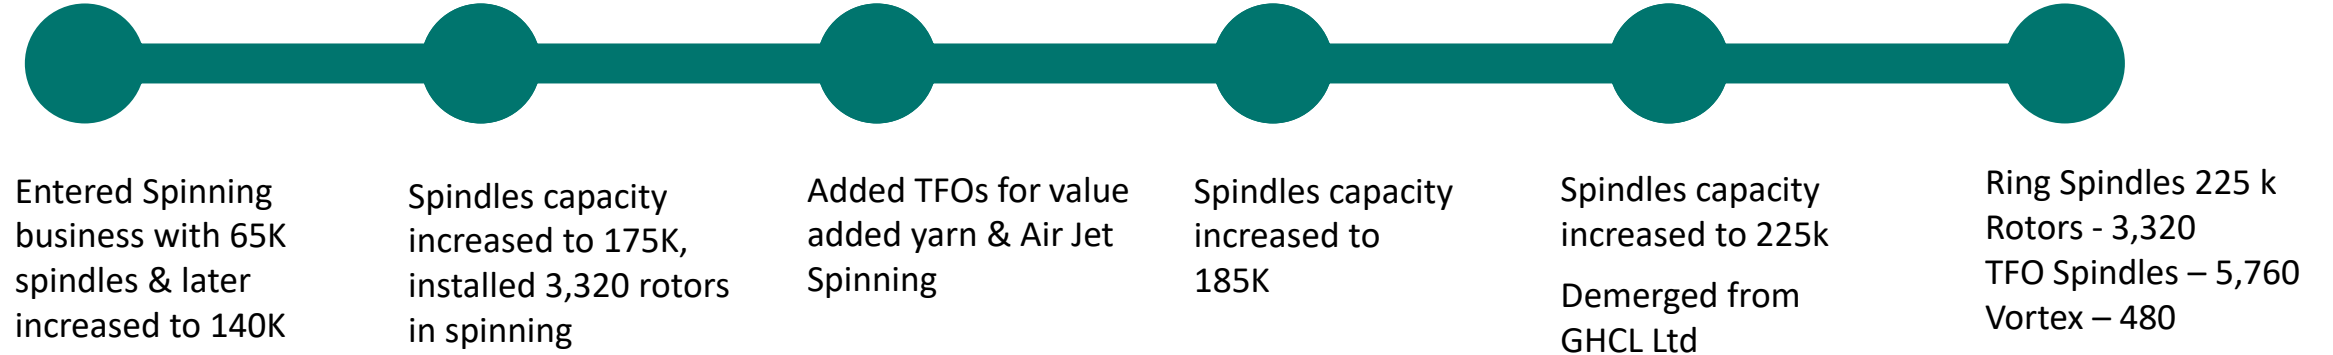 Entered Spinning
business with 65K
spindles & later
increased to 140K
Spindles capacity
increased to 175K,
installed 3,320 rotors
in spinning
Added TFOs for value
added yarn & Air Jet
Spinning
Spindles capacity
increased to
185K
Spindles capacity
increased to 225k
Demerged from
GHCL Ltd
Ring Spindles 225 k
Rotors - 3,320
TFO Spindles – 5,760
Vortex – 480